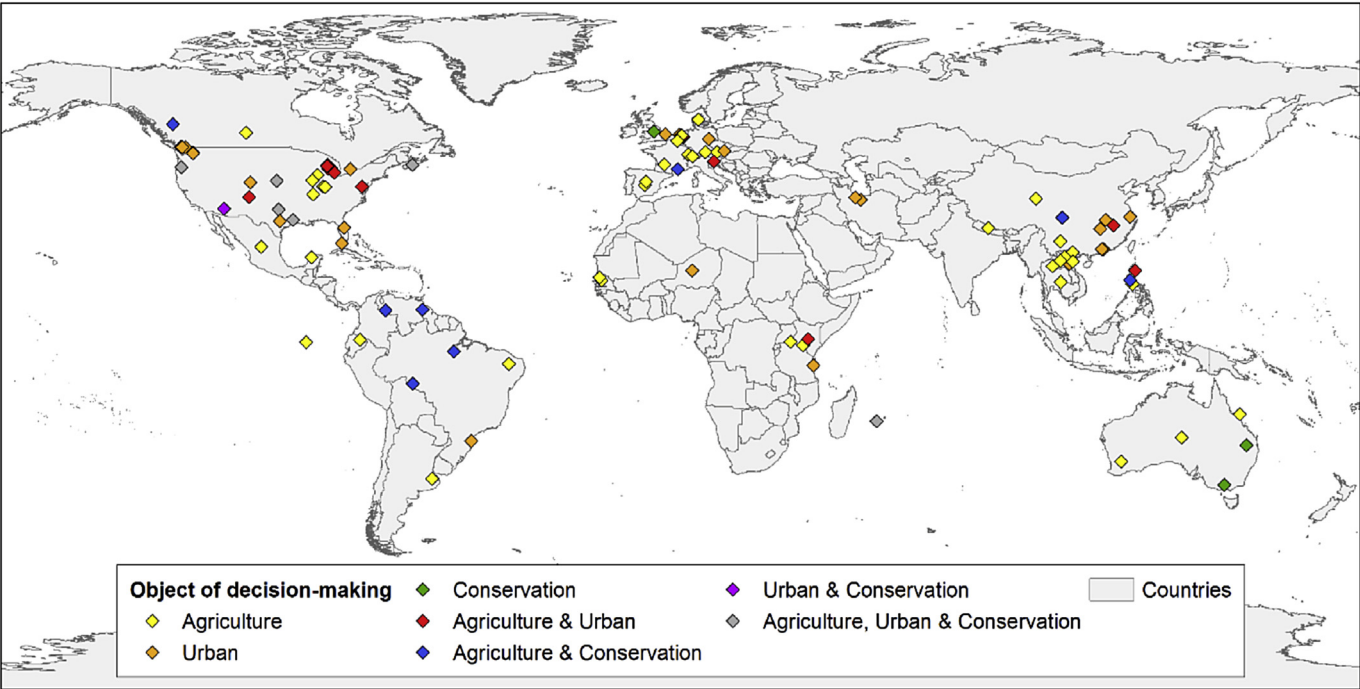 Object of decision-making
Agriculture
Urban
Conservation
Agriculture & Urban
Agriculture & Conservation
Urban & Conservation
Agriculture, Urban & Conservation
Countries